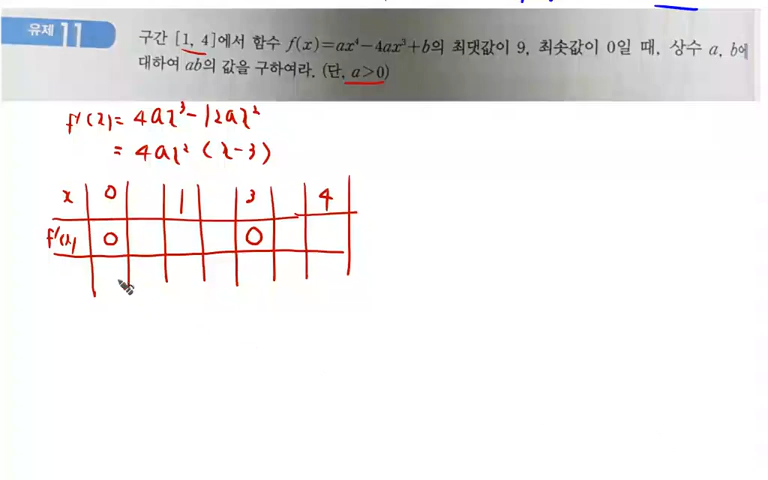 유제 11
구간 [1, 4]에서 함수 f(x)=ax⁴-4ax³+b의 최댓값이 9, 최솟값이 0일 때, 상수 a, b에
대하여 ab의 값을 구하여라. (단, a>0)
f'(x)= 4ax³-12ax²
= 4ax² (x-3)
x 0 1 3 4
f'(x) 0 0